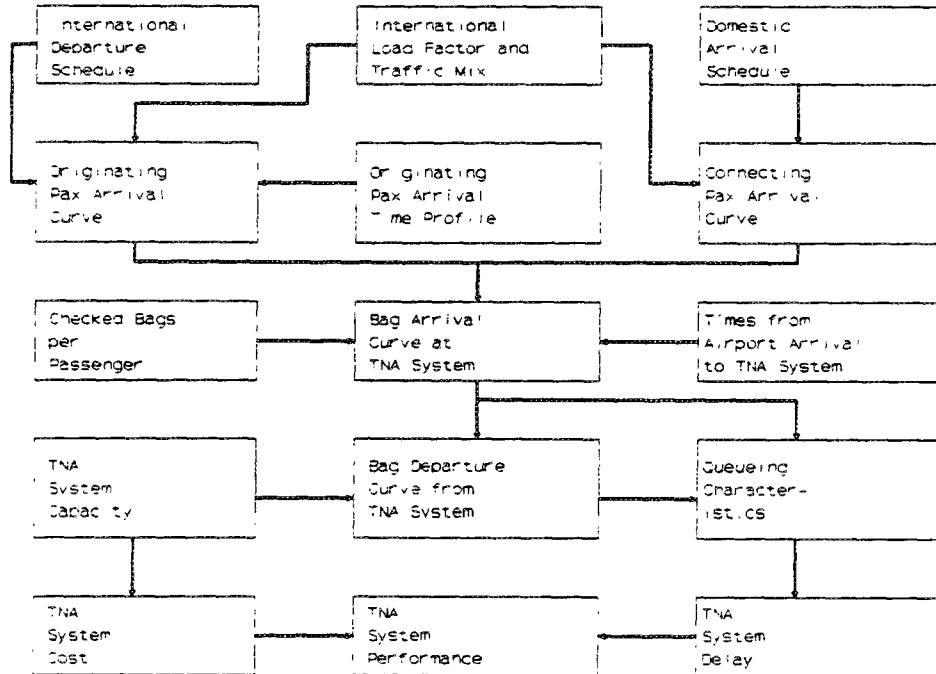 International
Departure
Schedule
International
Load Factor and
Traffic Mix
Domestic
Arrival
Schedule
Originating
Pax Arrival
Curve
Originating
Pax Arrival
Time Profile
Connecting
Pax Arrival
Curve
Checked Bags
per
Passenger
Bag Arrival
Curve at
TNA System
Times from
Airport Arrival
to TNA System
TNA
System
Capacity
Bag Departure
Curve from
TNA System
Queueing
Character-
istics
TNA
System
Cost
TNA
System
Performance
TNA
System
Delay